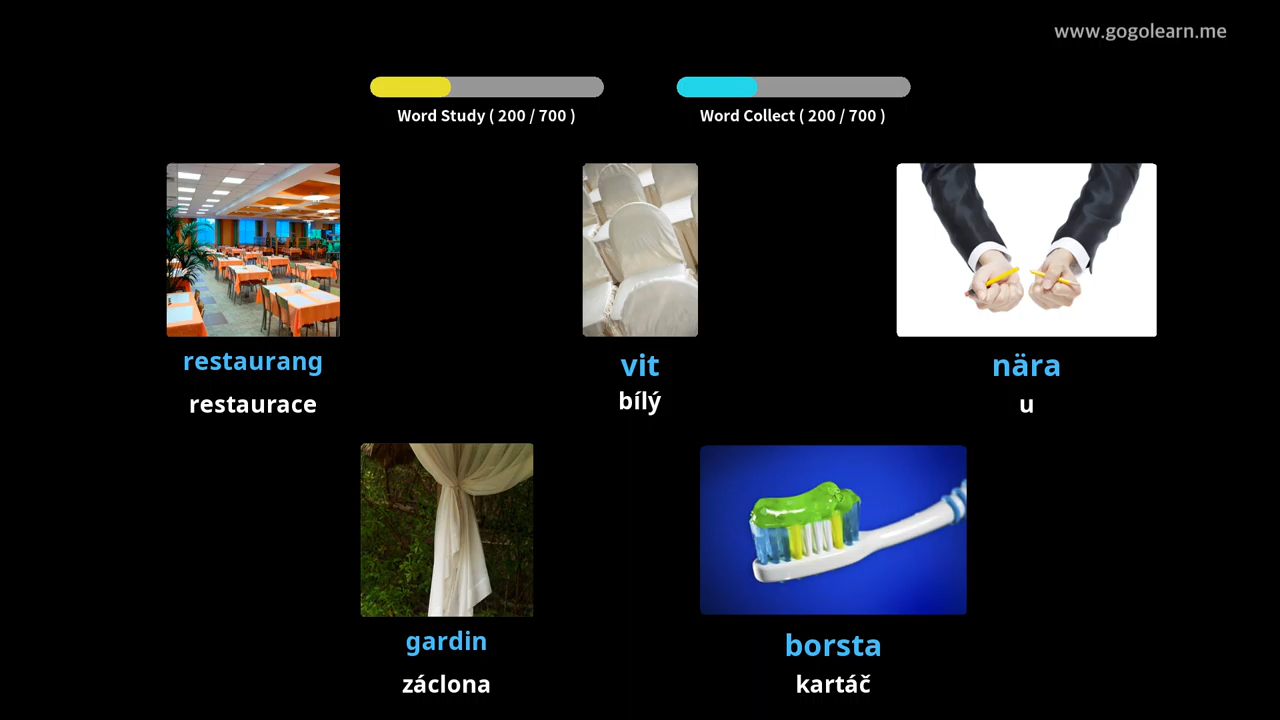 www.gogolearn.me
Word Study ( 200 / 700 )
Word Collect ( 200 / 700 )
restaurang
restaurace
vit
bílý
nära
u
gardin
záclona
borsta
kartáč